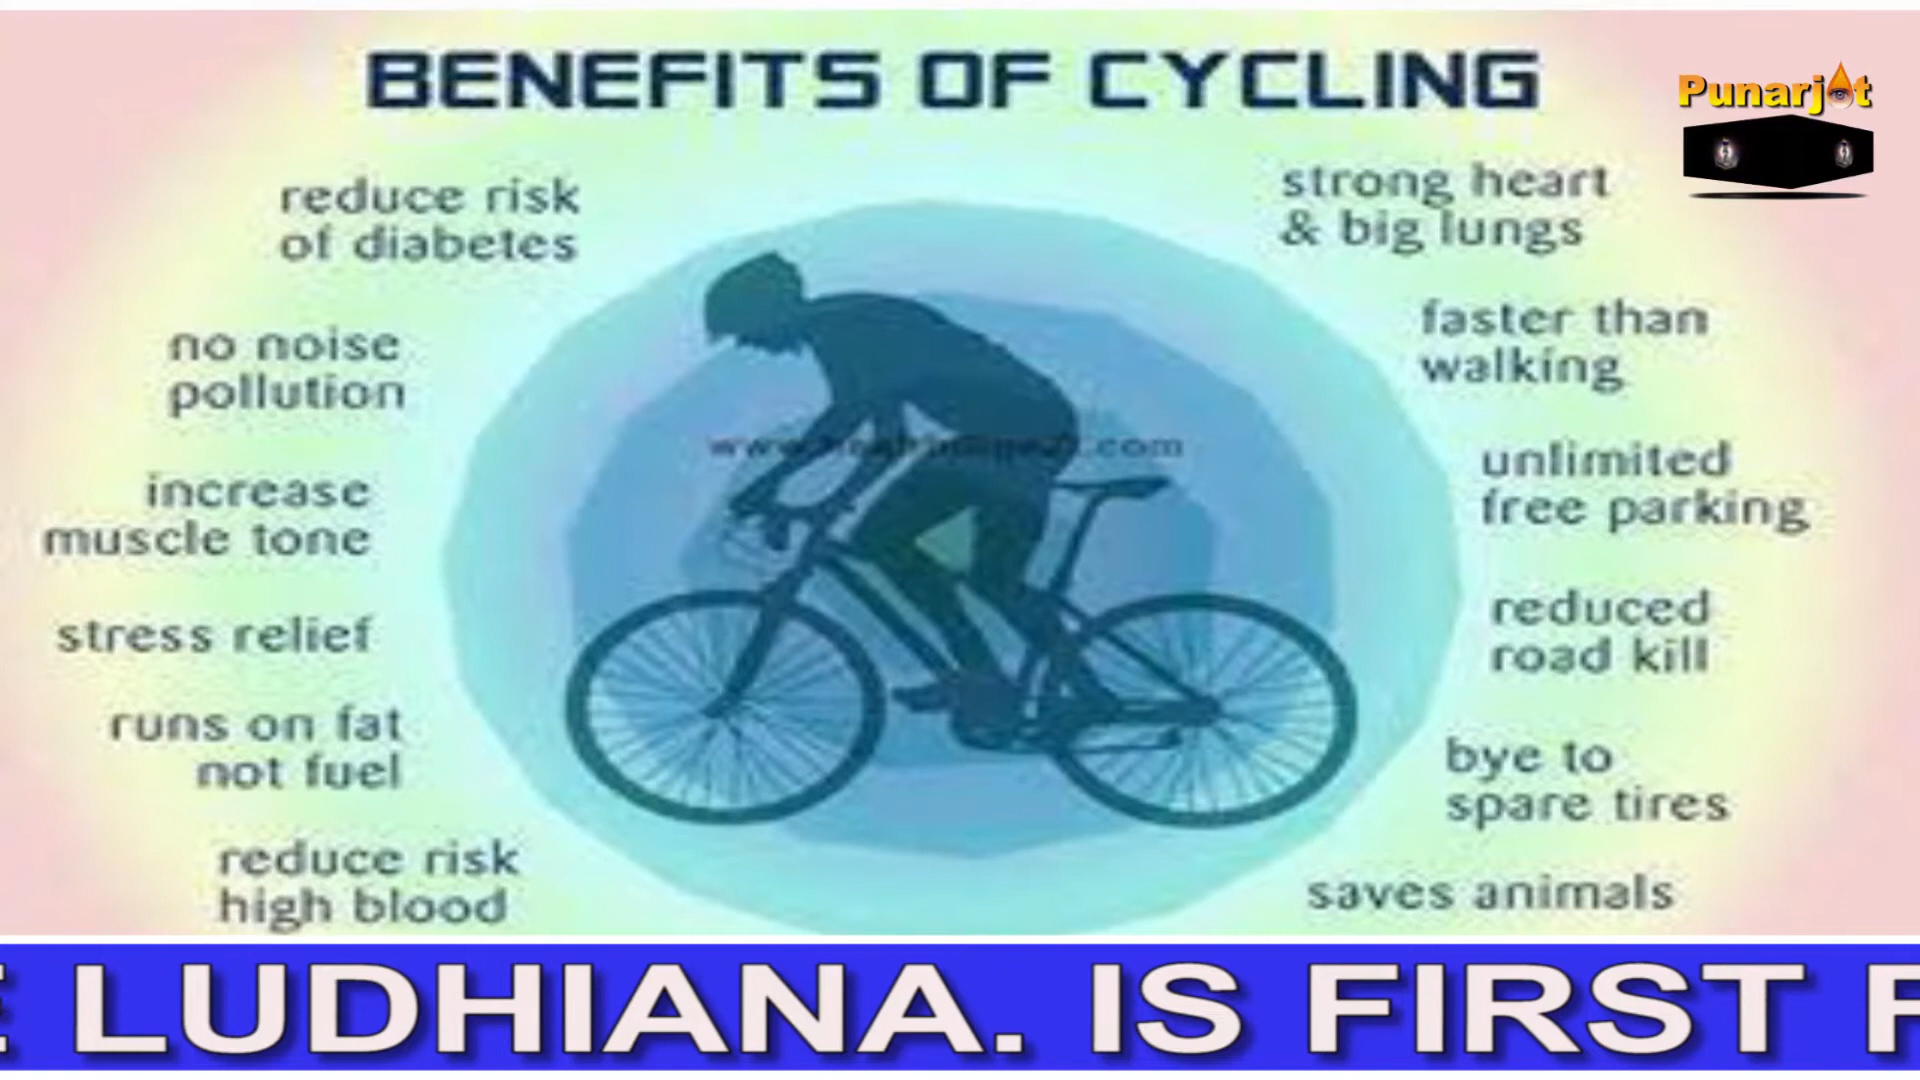 BENEFITS OF CYCLING
Punarjot
reduce risk
of diabetes
no noise
pollution
increase
muscle tone
stress relief
runs on fat
not fuel
reduce risk
high blood
strong heart
& big lungs
faster than
walking
unlimited
free parking
reduced
road kill
bye to
spare tires
saves animals
E LUDHIANA. IS FIRST F